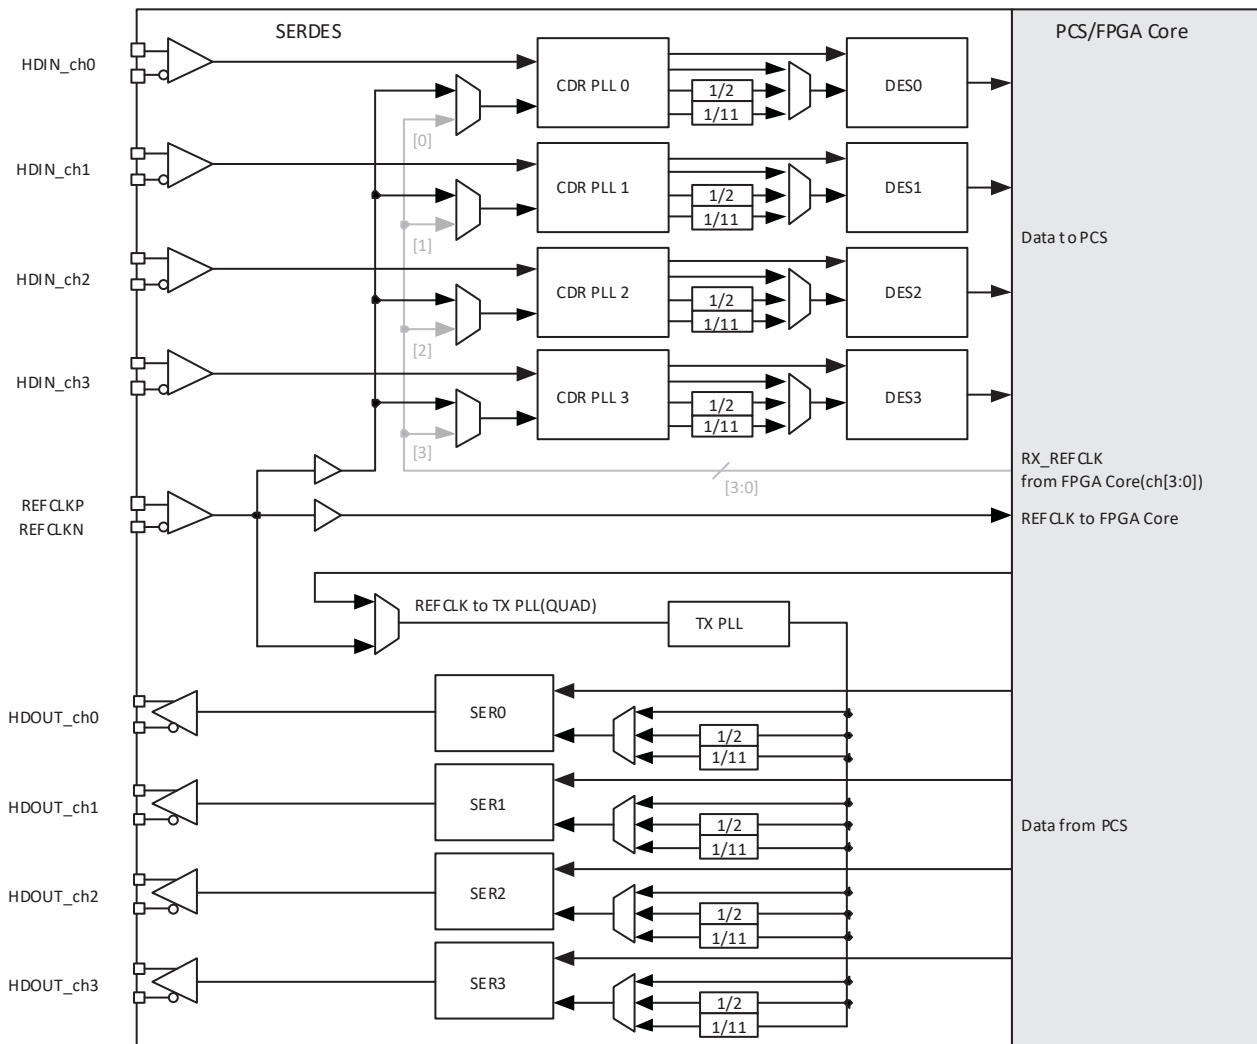 SERDES
PCS/FPGA Core
HDIN_ch0
CDR PLL 0
1/2
1/11
DES0
[0]
HDIN_ch1
CDR PLL 1
1/2
1/11
DES1
[1]
Data to PCS
HDIN_ch2
CDR PLL 2
1/2
1/11
DES2
[2]
HDIN_ch3
CDR PLL 3
1/2
1/11
DES3
[3]
[3:0]
RX_REFCLK
from FPGA Core(ch[3:0])
REFCLKP
REFCLKN
REFCLK to FPGA Core
REFCLK to TX PLL(QUAD)
TX PLL
HDOUT_ch0
SER0
1/2
1/11
HDOUT_ch1
SER1
1/2
1/11
Data from PCS
HDOUT_ch2
SER2
1/2
1/11
HDOUT_ch3
SER3
1/2
1/11